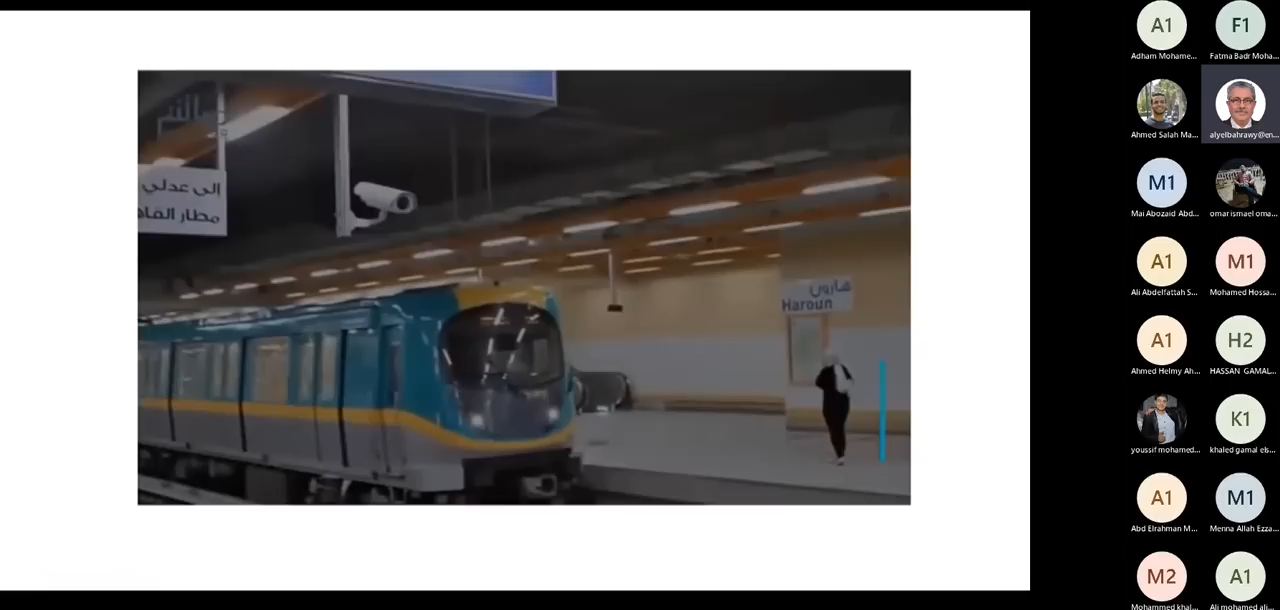 إلى عدلي
مطار القاه
هارون
Haroun
A1
F1
Adham Mohame...
Fatma Badr Moha...
Ahmed Salah Ma...
alyelbahrawy@en...
M1
Mai Abozaid Abd...
omar ismael oma...
A1
M1
Ali Abdelfattah S...
Mohamed Hossa...
A1
H2
Ahmed Helmy Ah...
HASSAN GAMAL...
K1
youssif mohamed...
khaled gamal els...
A1
M1
Abd Elrahman M...
Menna Allah Ezza...
M2
A1
Mohammed khal...
Ali mohamed ali...